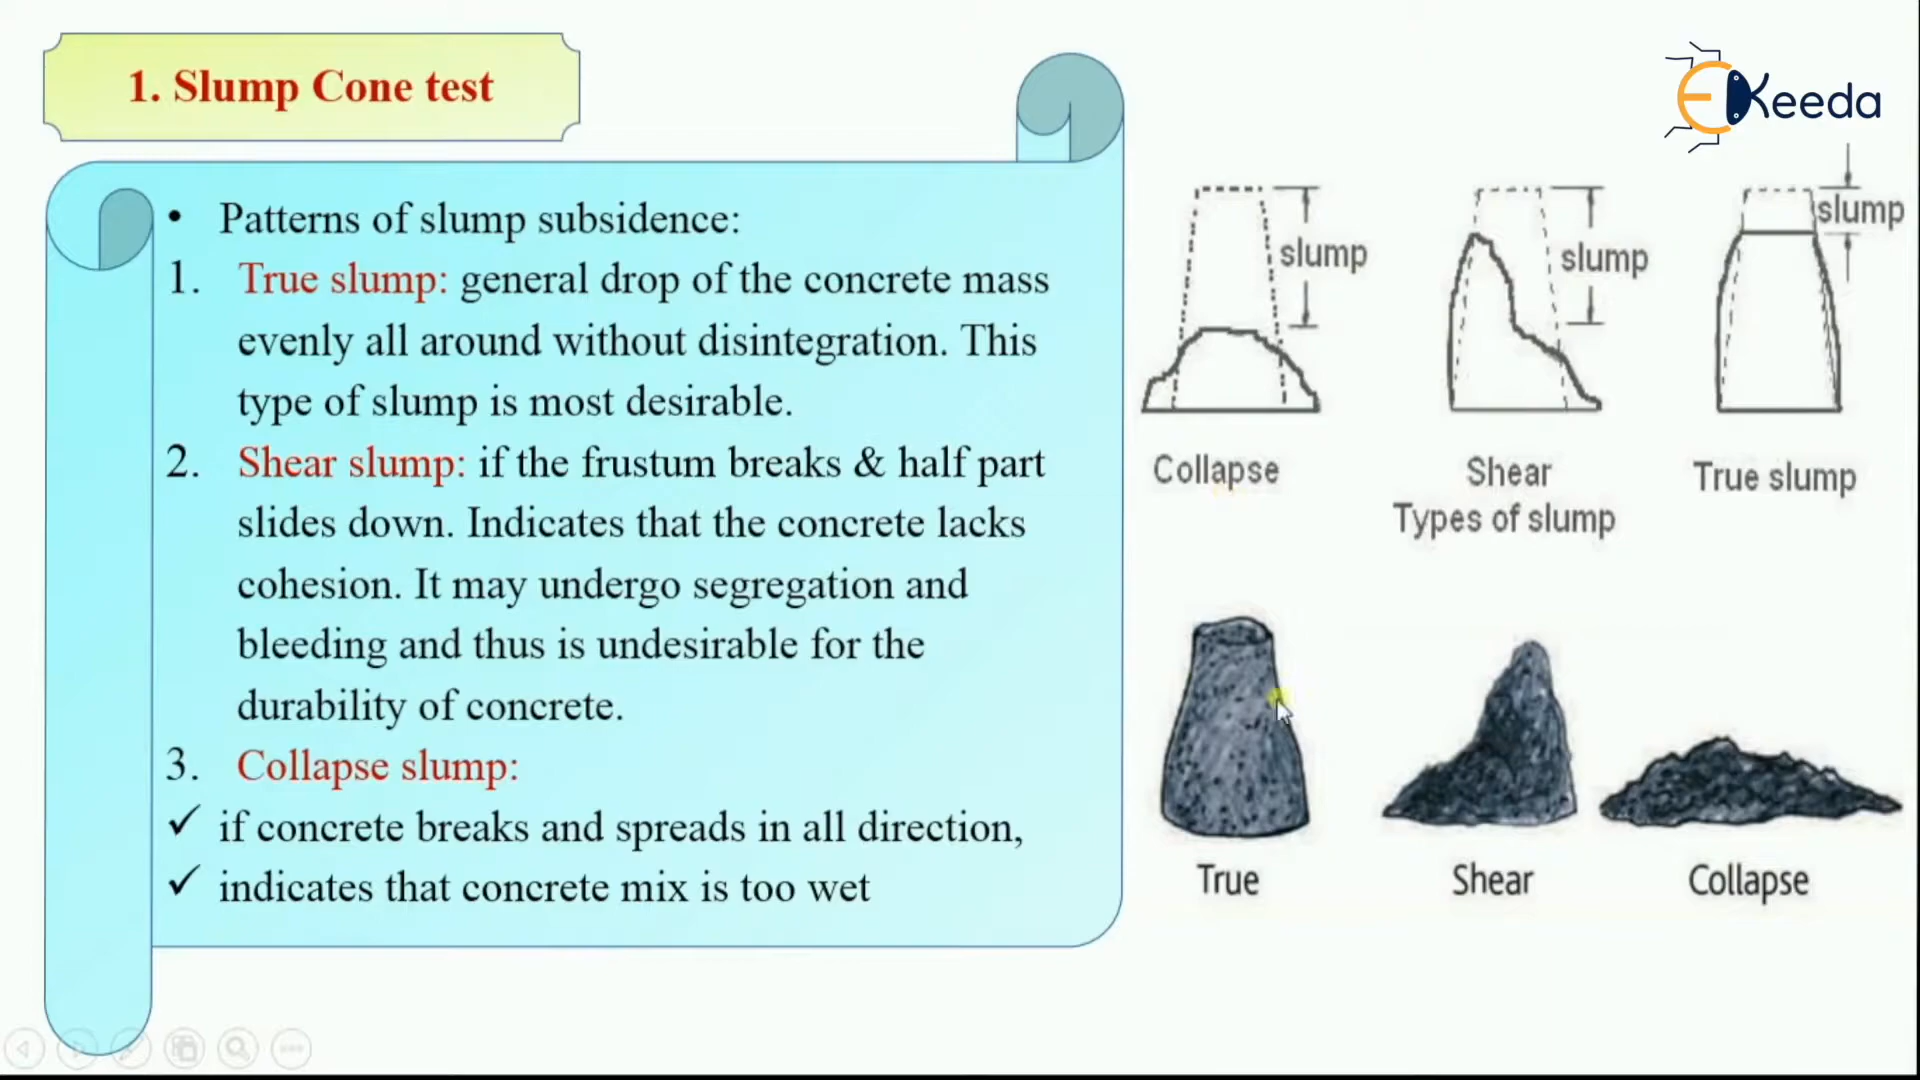 1. Slump Cone test
EKeeda
• Patterns of slump subsidence:
1. True slump: general drop of the concrete mass
evenly all around without disintegration. This
type of slump is most desirable.
2. Shear slump: if the frustum breaks & half part
slides down. Indicates that the concrete lacks
cohesion. It may undergo segregation and
bleeding and thus is undesirable for the
durability of concrete.
3. Collapse slump:
✓ if concrete breaks and spreads in all direction,
✓ indicates that concrete mix is too wet
slump
slump
slump
Collapse
Shear
True slump
Types of slump
True
Shear
Collapse